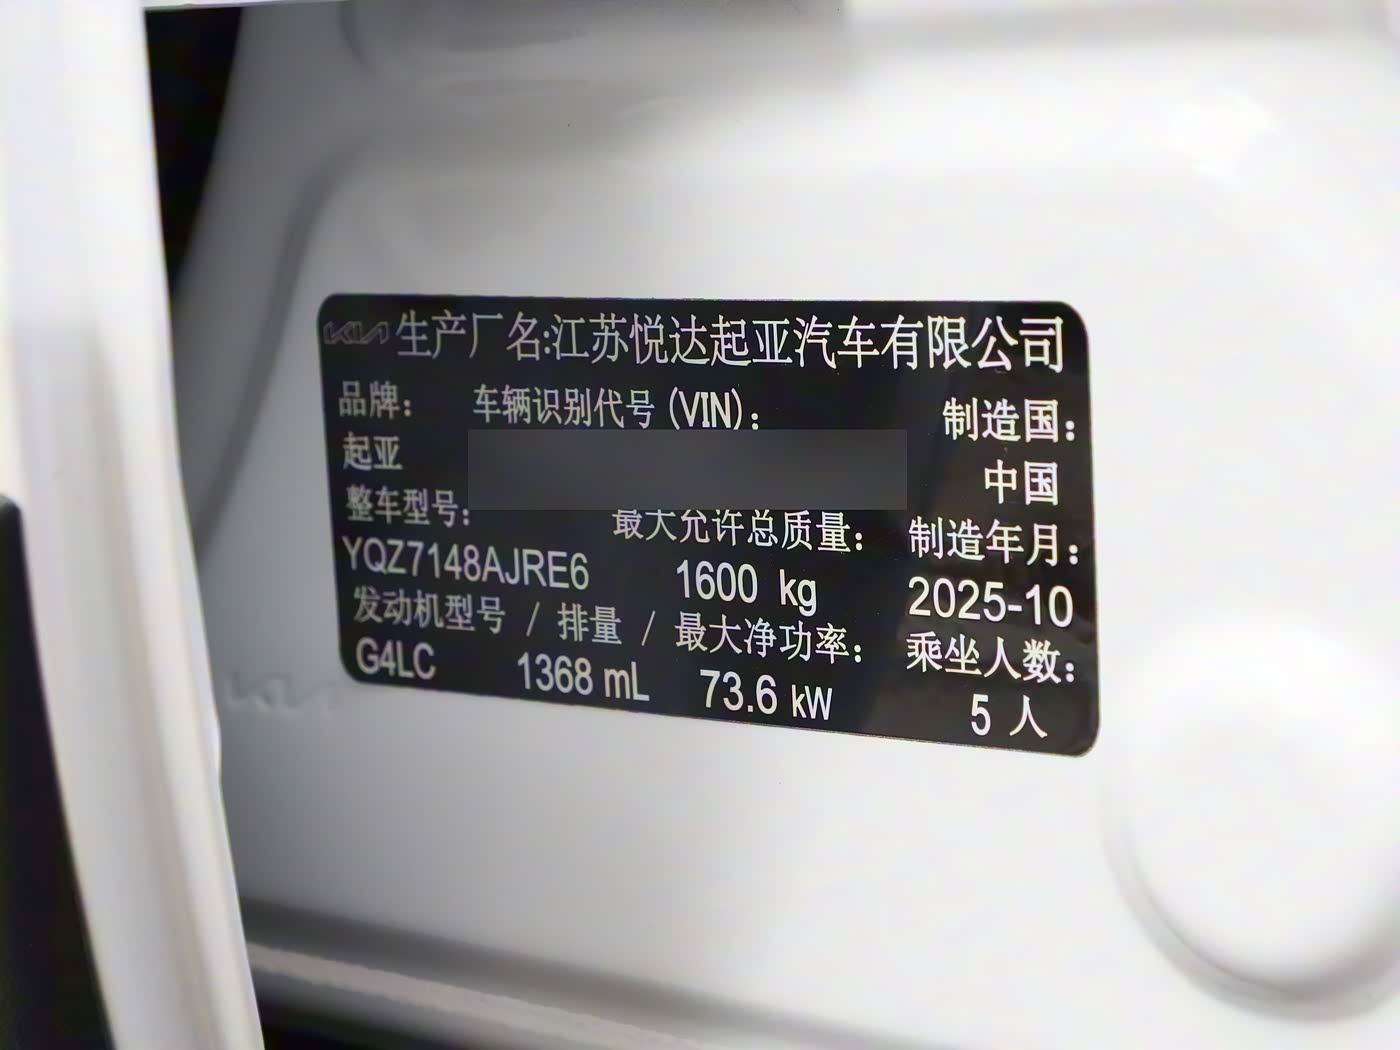 KIA 生产厂名:江苏悦达起亚汽车有限公司
品牌: 车辆识别代号 (VIN): 制造国:
起亚 中国
整车型号: 最大允许总质量: 制造年月:
YQZ7148AJRE6 1600 kg 2025-10
发动机型号 / 排量 / 最大净功率: 乘坐人数:
G4LC 1368 mL 73.6 kW 5 人